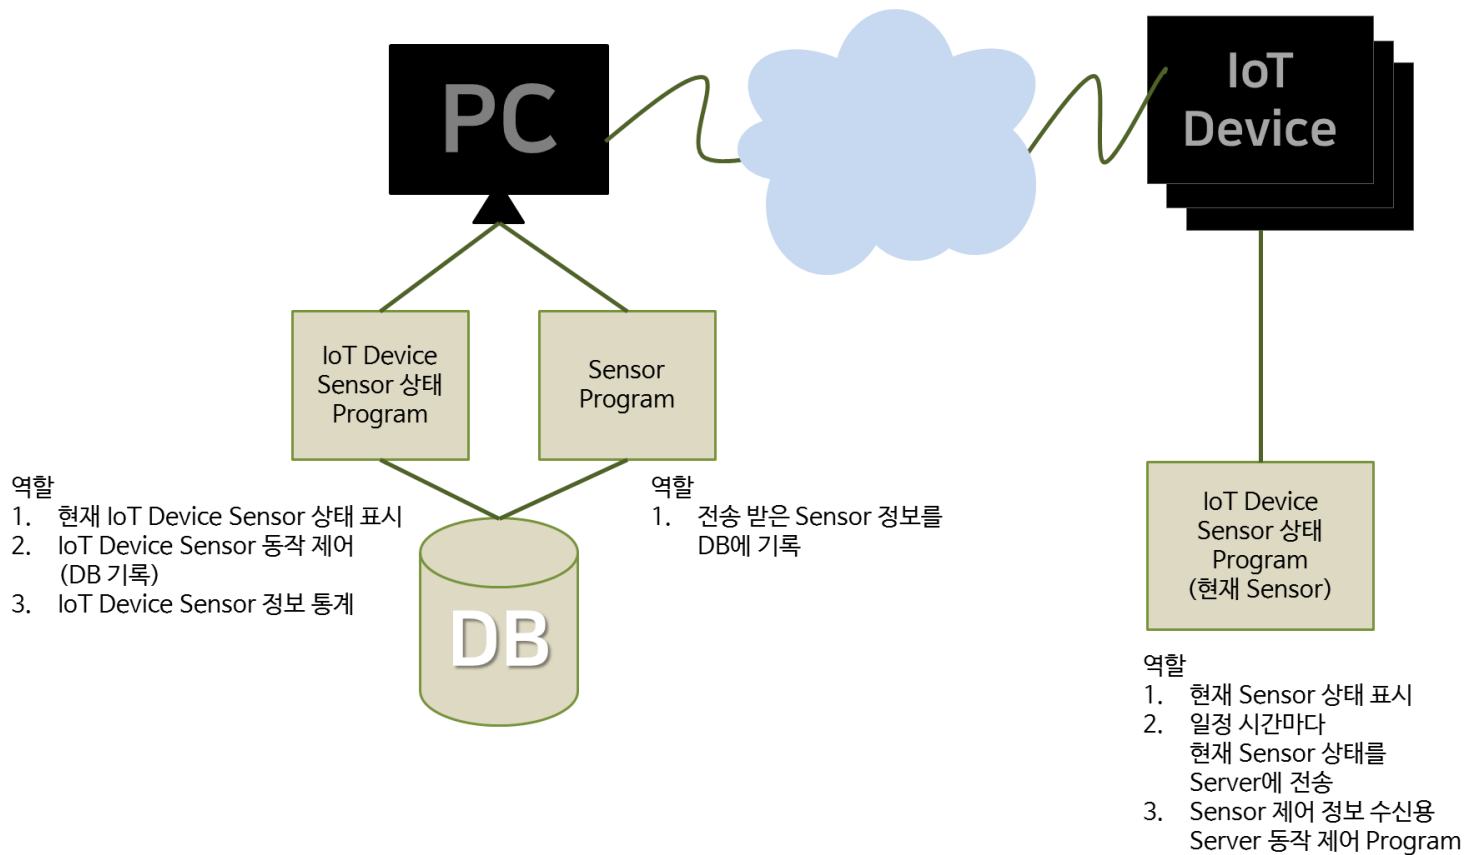 PC
IoT
Device
IoT Device
Sensor 상태
Program
Sensor
Program
역할
1. 현재 IoT Device Sensor 상태 표시
2. IoT Device Sensor 동작 제어
(DB 기록)
3. IoT Device Sensor 정보 통계
역할
1. 전송 받은 Sensor 정보를
DB에 기록
DB
IoT Device
Sensor 상태
Program
(현재 Sensor)
역할
1. 현재 Sensor 상태 표시
2. 일정 시간마다
현재 Sensor 상태를
Server에 전송
3. Sensor 제어 정보 수신용
Server 동작 제어 Program